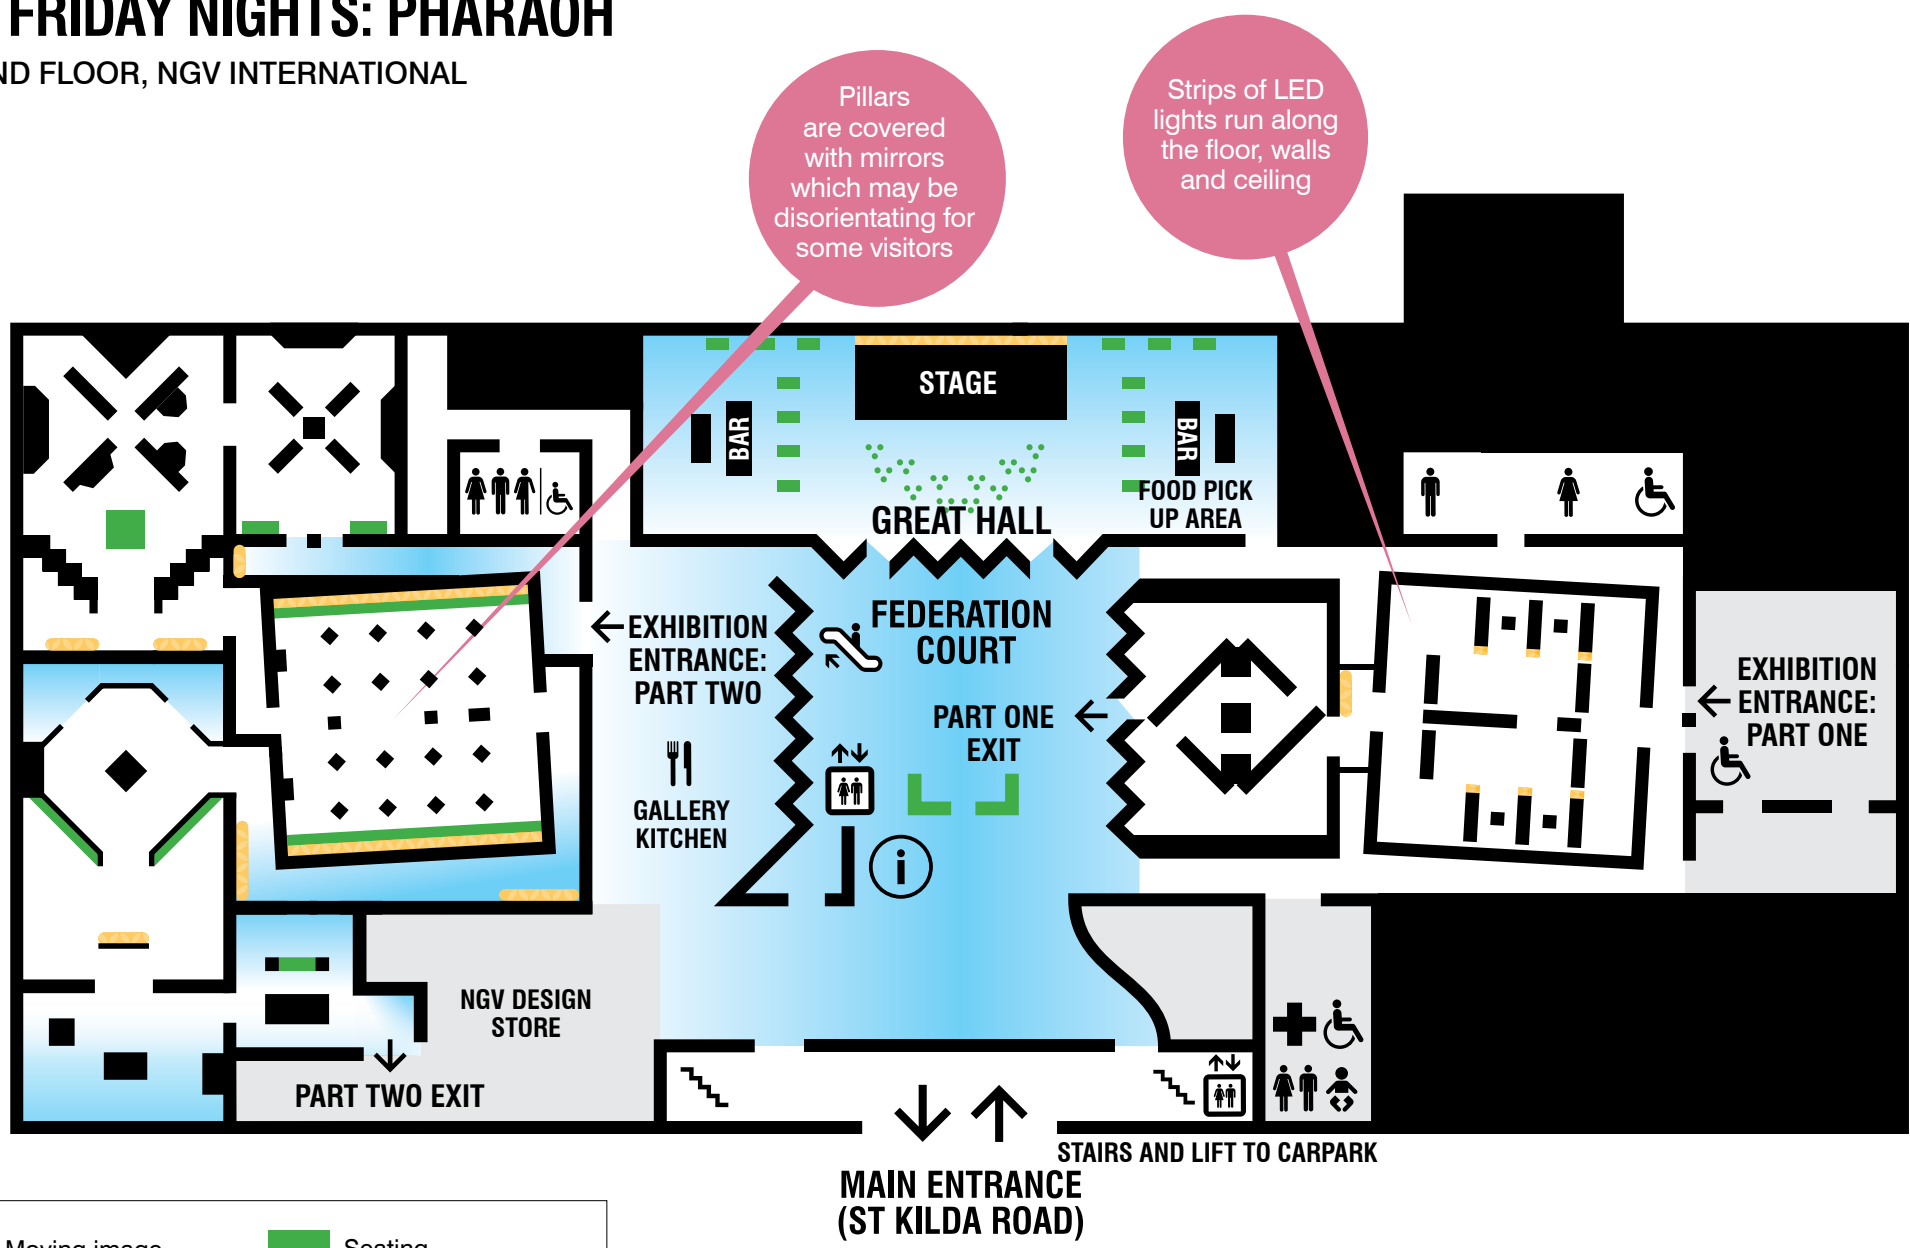 FRIDAY NIGHTS: PHARAOH
ND FLOOR, NGV INTERNATIONAL
Pillars
are covered
with mirrors
which may be
disorientating for
some visitors
Strips of LED
lights run along
the floor, walls
and ceiling
STAGE
BAR
BAR
FOOD PICK
UP AREA
GREAT HALL
FEDERATION
COURT
EXHIBITION
ENTRANCE:
PART TWO
PART ONE
EXIT
EXHIBITION
ENTRANCE:
PART ONE
GALLERY
KITCHEN
i
NGV DESIGN
STORE
PART TWO EXIT
STAIRS AND LIFT TO CARPARK
MAIN ENTRANCE
(ST KILDA ROAD)
Moving image
Seating